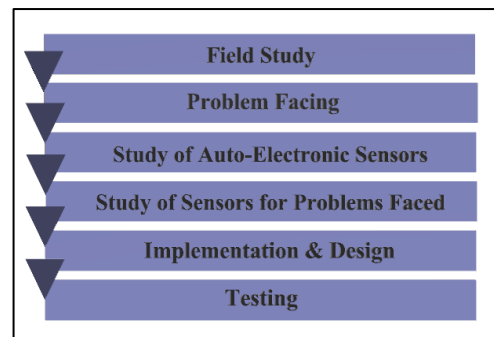 Field Study
Problem Facing
Study of Auto-Electronic Sensors
Study of Sensors for Problems Faced
Implementation & Design
Testing